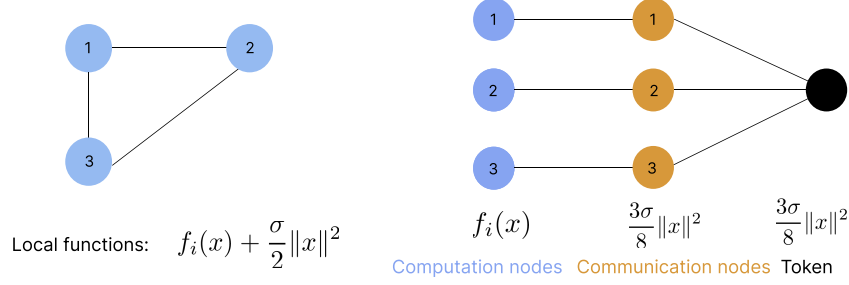 1
2
3
Local functions: f_i(x) + σ/2 ‖x‖²
1
1
2
2
3
3
f_i(x)
3σ/8 ‖x‖²
3σ/8 ‖x‖²
Computation nodes
Communication nodes
Token